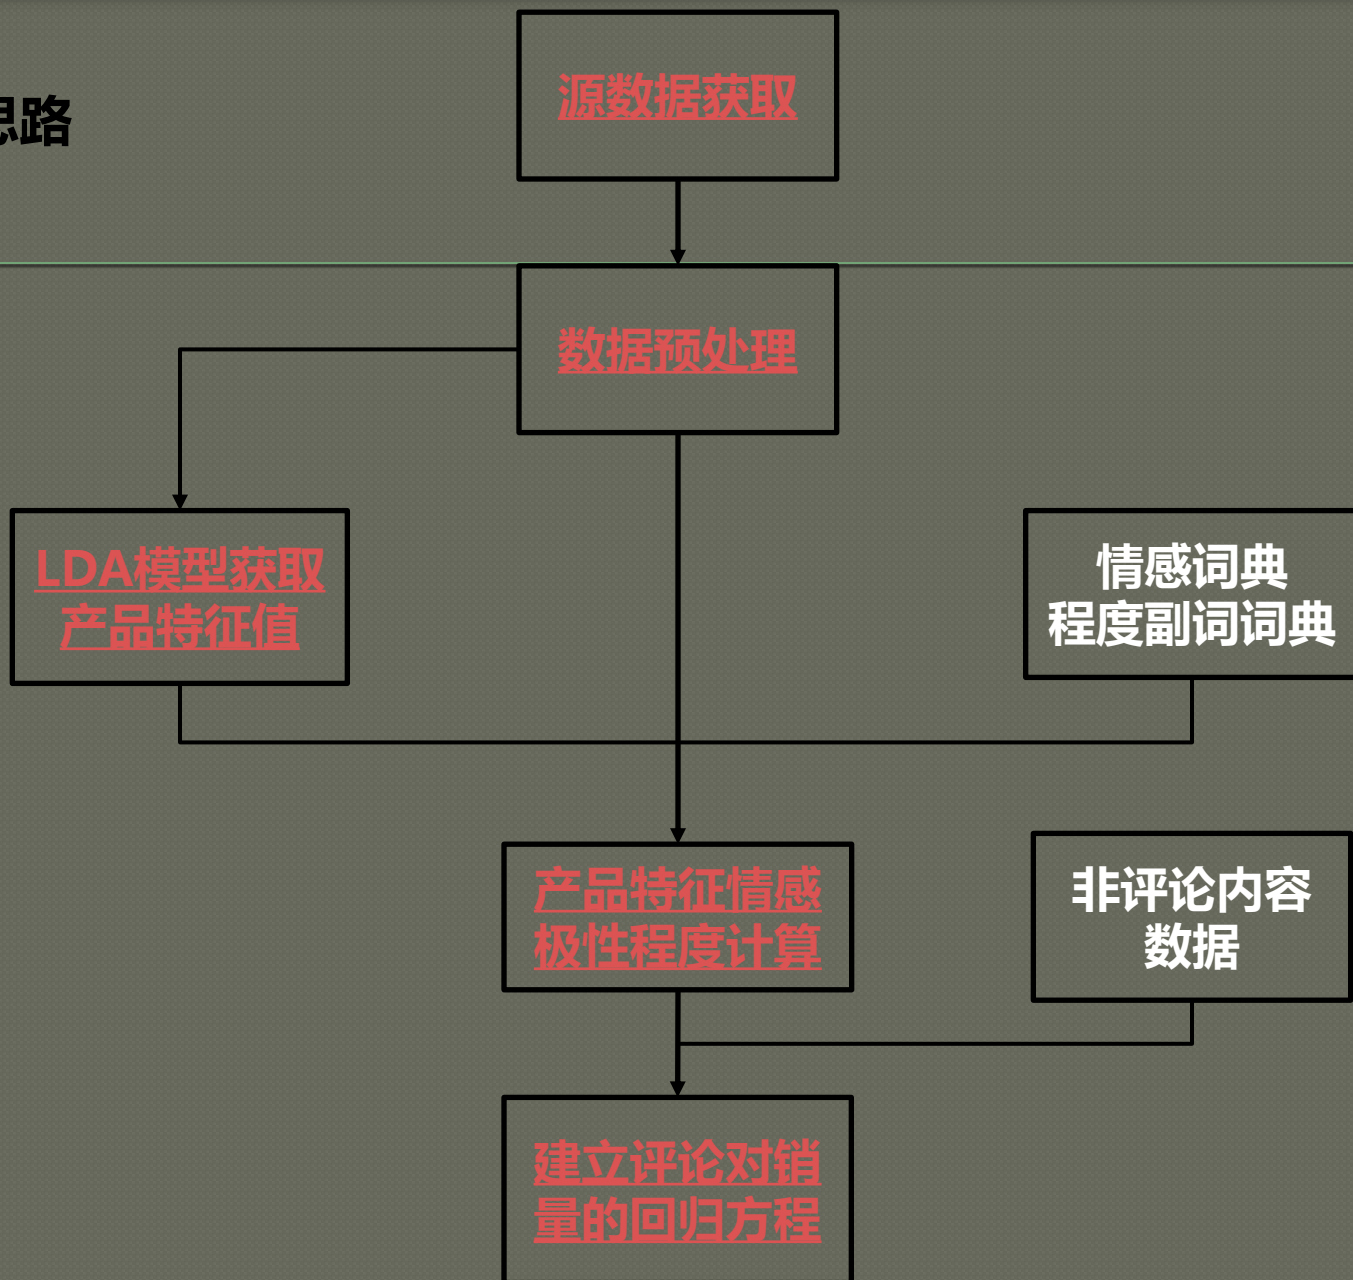 源数据获取
思路
数据预处理
LDA模型获取
产品特征值
情感词典
程度副词词典
产品特征情感
极性程度计算
非评论内容
数据
建立评论对销
量的回归方程